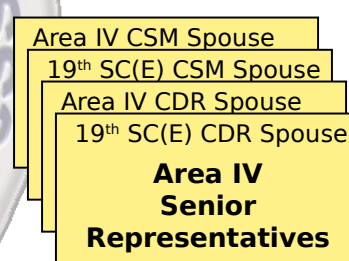 Area IV CSM Spouse
19th SC(E) CSM Spouse
Area IV CDR Spouse
19th SC(E) CDR Spouse
Area IV
Senior
Representatives